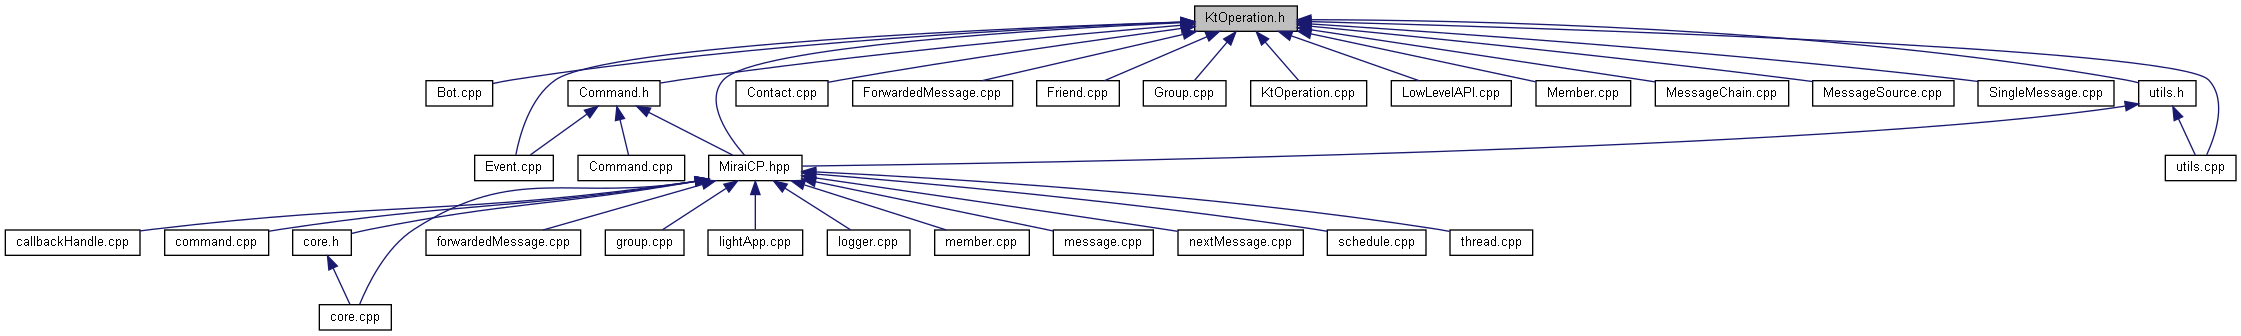 KtOperation.h
Bot.cpp
Command.h
Contact.cpp
ForwardedMessage.cpp
Friend.cpp
Group.cpp
KtOperation.cpp
LowLevelAPI.cpp
Member.cpp
MessageChain.cpp
MessageSource.cpp
SingleMessage.cpp
utils.h
Event.cpp
Command.cpp
MiraiCP.hpp
utils.cpp
callbackHandle.cpp
command.cpp
core.h
forwardedMessage.cpp
group.cpp
lightApp.cpp
logger.cpp
member.cpp
message.cpp
nextMessage.cpp
schedule.cpp
thread.cpp
core.cpp